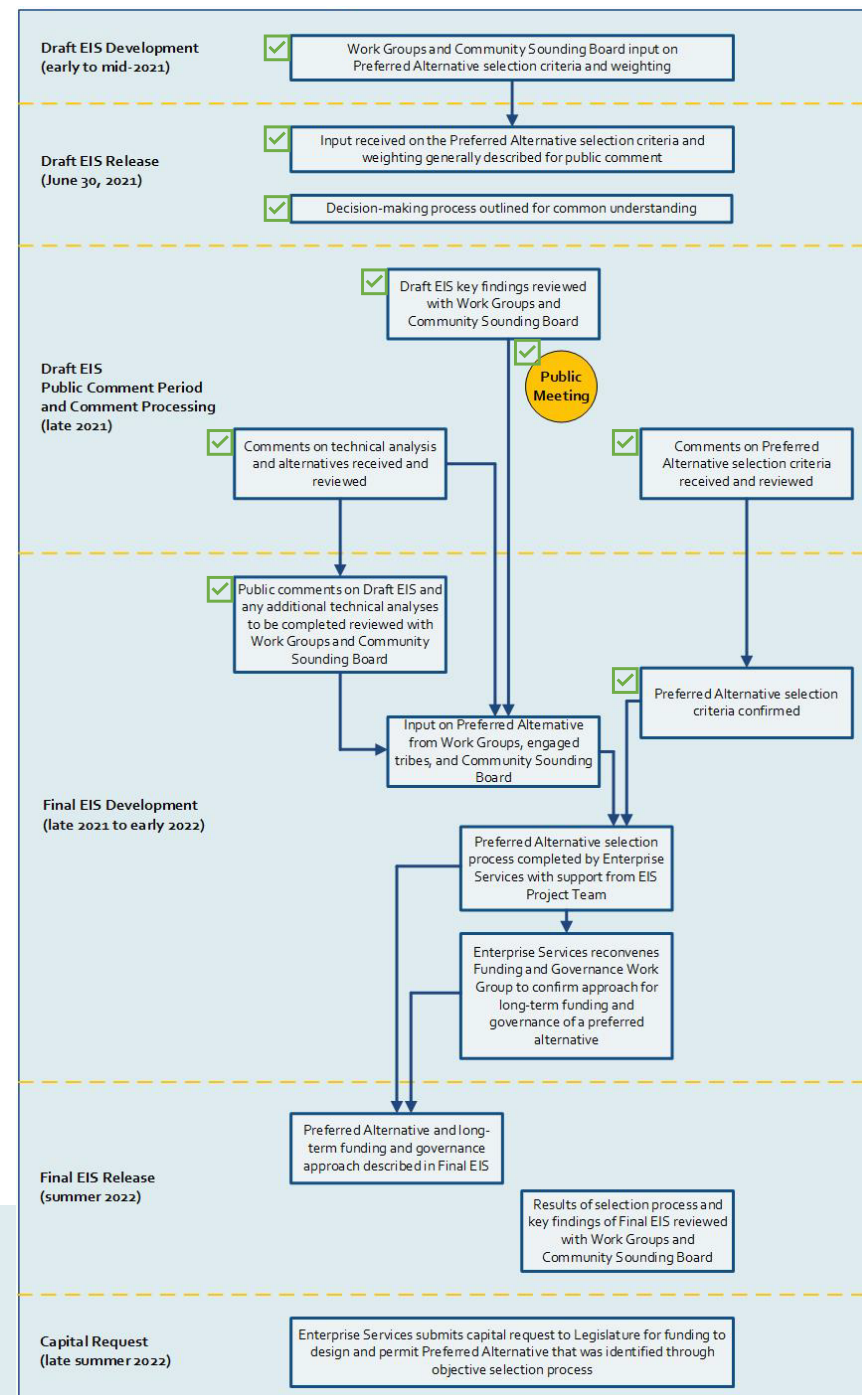 Draft EIS Development
(early to mid-2021)
Work Groups and Community Sounding Board input on
Preferred Alternative selection criteria and weighting
Draft EIS Release
(June 30, 2021)
Input received on the Preferred Alternative selection criteria and
weighting generally described for public comment
Decision-making process outlined for common understanding
Draft EIS
Public Comment Period
and Comment Processing
(late 2021)
Draft EIS key findings reviewed
with Work Groups and
Community Sounding Board
Public
Meeting
Comments on technical analysis
and alternatives received and
reviewed
Comments on Preferred
Alternative selection criteria
received and reviewed
Final EIS Development
(late 2021 to early 2022)
Public comments on Draft EIS and
any additional technical analyses
to be completed reviewed with
Work Groups and Community
Sounding Board
Preferred Alternative selection
criteria confirmed
Input on Preferred Alternative
from Work Groups, engaged
tribes, and Community Sounding
Board
Preferred Alternative selection
process completed by Enterprise
Services with support from EIS
Project Team
Enterprise Services reconvenes
Funding and Governance Work
Group to confirm approach for
long-term funding and
governance of a preferred
alternative
Final EIS Release
(summer 2022)
Preferred Alternative and long-
term funding and governance
approach described in Final EIS
Results of selection process and
key findings of Final EIS reviewed
with Work Groups and
Community Sounding Board
Capital Request
(late summer 2022)
Enterprise Services submits capital request to Legislature for funding to
design and permit Preferred Alternative that was identified through
objective selection process